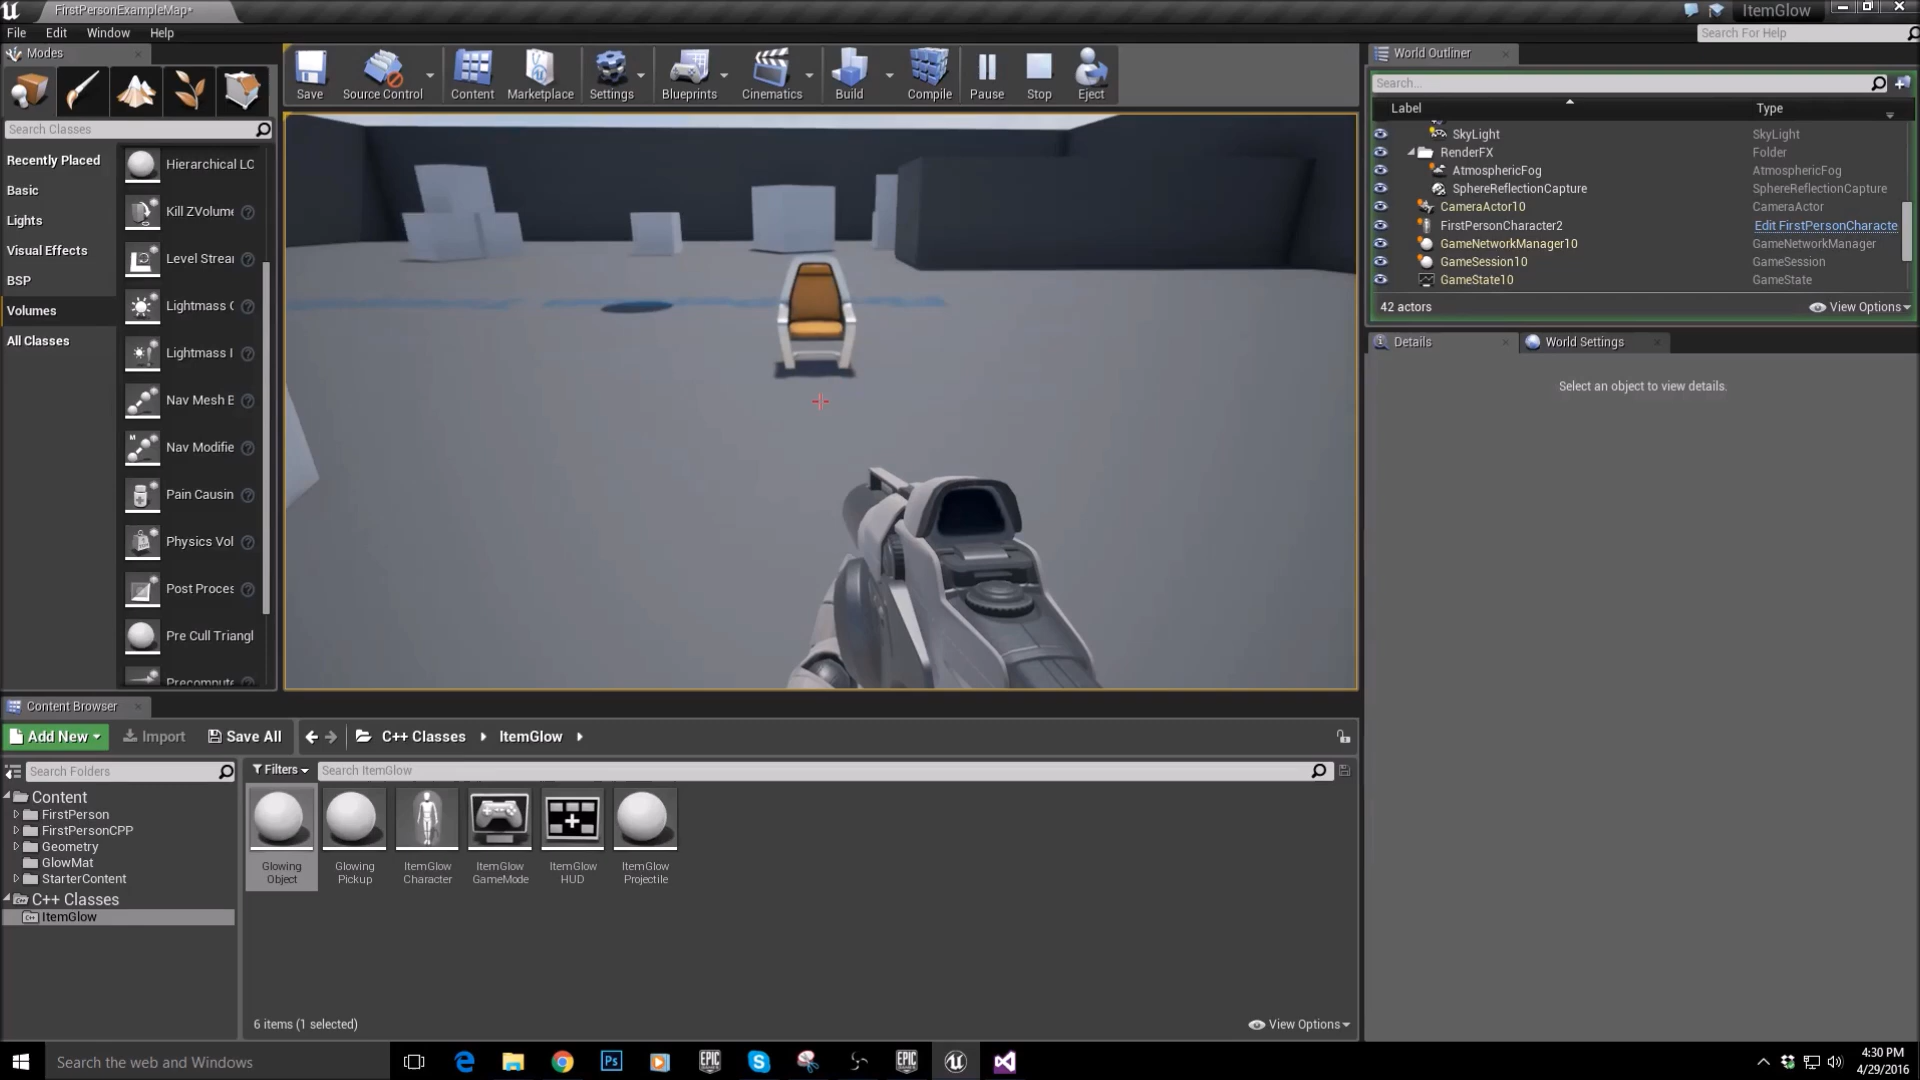 FirstPersonExampleMap*
ItemGlow
File Edit Window Help
Search For Help
Modes
Search Classes
Recently Placed
Basic
Lights
Visual Effects
BSP
Volumes
All Classes
Hierarchical LO
Kill ZVolume
Level Strea
Lightmass C
Lightmass I
Nav Mesh B
Nav Modifie
Pain Causin
Physics Vol
Post Proces
Pre Cull Triangl
Precompute
Save
Source Control
Content
Marketplace
Settings
Blueprints
Cinematics
Build
Compile
Pause
Stop
Eject
World Outliner
Search...
Label Type
SkyLight SkyLight
RenderFX Folder
AtmosphericFog AtmosphericFog
SphereReflectionCapture SphereReflectionCapture
CameraActor10 CameraActor
FirstPersonCharacter2 Edit FirstPersonCharacte
GameNetworkManager10 GameNetworkManager
GameSession10 GameSession
GameState10 GameState
42 actors View Options
Details World Settings
Select an object to view details.
Content Browser
Add New Import Save All C++ Classes ItemGlow
Search Folders
Filters Search ItemGlow
Content
FirstPerson
FirstPersonCPP
Geometry
GlowMat
StarterContent
C++ Classes
ItemGlow
Glowing Object
Glowing Pickup
ItemGlow Character
ItemGlow GameMode
ItemGlow HUD
ItemGlow Projectile
6 items (1 selected) View Options
Search the web and Windows
Ps
EPIC GAMES
EPIC GAMES
4:30 PM
4/29/2016